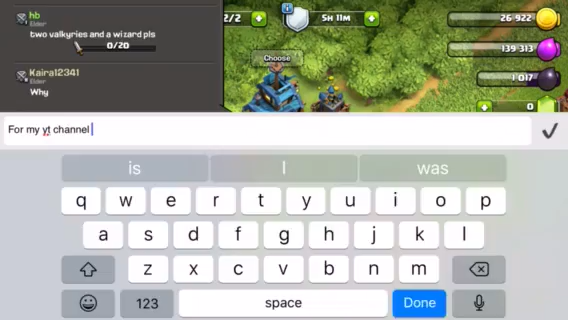 hb
Elder
two valkyries and a wizard pls
0/20
Kaira12341
Elder
Why
2/2
5h 11m
26 922
139 313
1 017
0
Choose
For my yt channel
is I was
q w e r t y u i o p
a s d f g h j k l
z x c v b n m
123 space Done